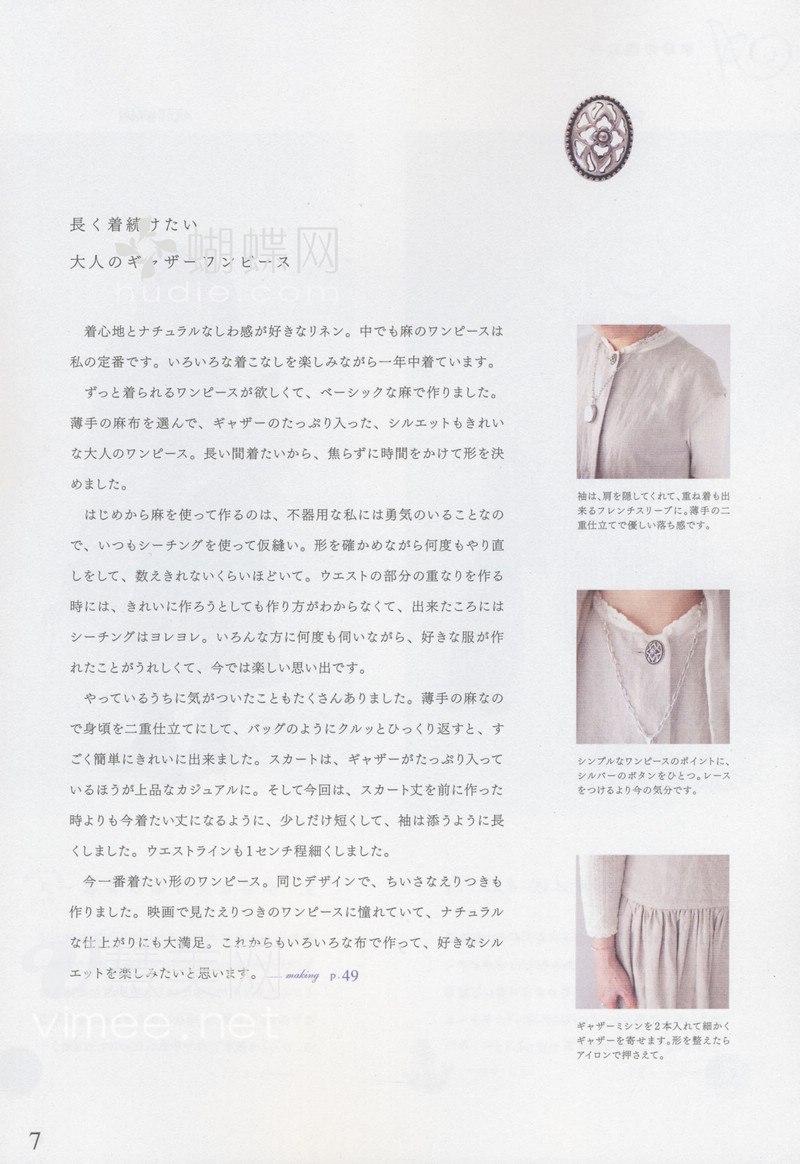 長く着続けたい
大人のギャザーワンピース
蝴蝶网
hudie.com
着心地とナチュラルなしわ感が好きなリネン。中でも麻のワンピースは
私の定番です。いろいろな着こなしを楽しみながら一年中着ています。
ずっと着られるワンピースが欲しくて、ベーシックな麻で作りました。
薄手の麻布を選んで、ギャザーのたっぷり入った、シルエットもきれい
な大人のワンピース。長い間着たいから、焦らずに時間をかけて形を決
めました。
はじめから麻を使って作るのは、不器用な私には勇気のいることなの
で、いつもシーチングを使って仮縫い。形を確かめながら何度もやり直
しをして、数えきれないくらいほどいて。ウエストの部分の重なりを作る
時には、きれいに作ろうとしても作り方がわからなくて、出来たころには
シーチングはヨレヨレ。いろんな方に何度も伺いながら、好きな服が作
れたことがうれしくて、今では楽しい思い出です。
やっているうちに気がついたこともたくさんありました。薄手の麻なの
で身頃を二重仕立てにして、バッグのようにクルッとひっくり返すと、す
ごく簡単にきれいに出来ました。スカートは、ギャザーがたっぷり入って
いるほうが上品なカジュアルに。そして今回は、スカート丈を前に作った
時よりも今着たい丈になるように、少しだけ短くして、袖は添うように長
くしました。ウエストラインも1センチ程細くしました。
今一番着たい形のワンピース。同じデザインで、ちいさなえりつきも
作りました。映画で見たえりつきのワンピースに憧れていて、ナチュラル
な仕上がりにも大満足。これからもいろいろな布で作って、好きなシル
エットを楽しみたいと思います。 — making p.49
vimee.net
袖は、肩を隠してくれて、重ね着も出
来るフレンチスリーブに。薄手の二
重仕立てで優しい落ち感です。
シンプルなワンピースのポイントに、
シルバーのボタンをひとつ。レース
をつけるより今の気分です。
ギャザーミシンを2本入れて細かく
ギャザーを寄せます。形を整えたら
アイロンで押さえて。
7